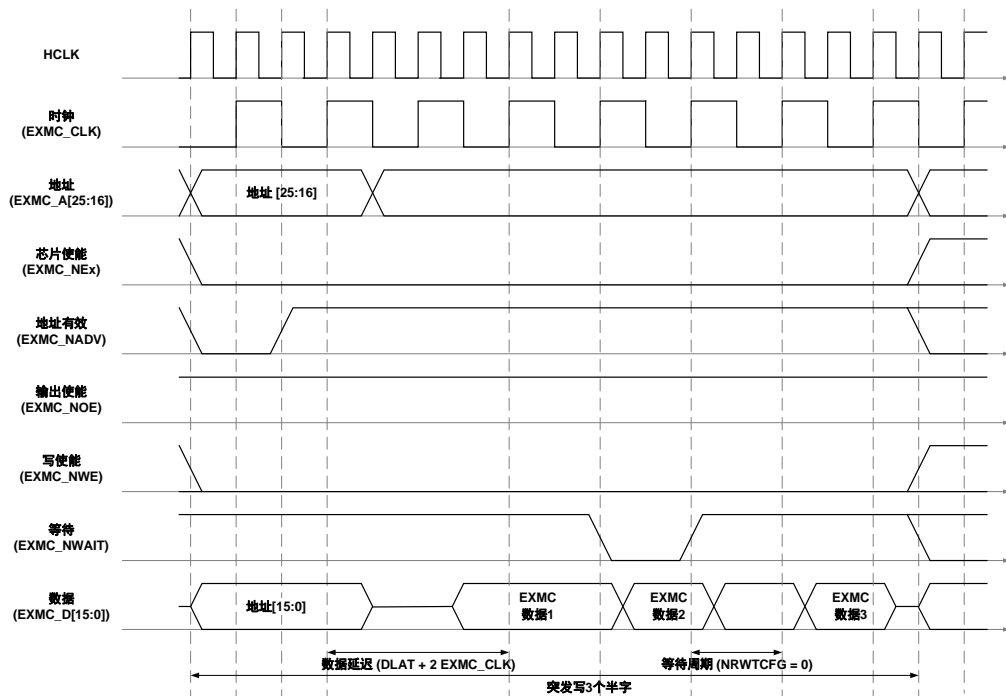 HCLK
时钟
(EXMC_CLK)
地址
(EXMC_A[25:16])
地址 [25:16]
芯片使能
(EXMC_NEx)
地址有效
(EXMC_NADV)
输出使能
(EXMC_NOE)
写使能
(EXMC_NWE)
等待
(EXMC_NWAIT)
数据
(EXMC_D[15:0])
地址[15:0]
EXMC
数据1
EXMC
数据2
EXMC
数据3
数据延迟 (DLAT + 2 EXMC_CLK)
等待周期 (NRWTCFG = 0)
突发写3个半字